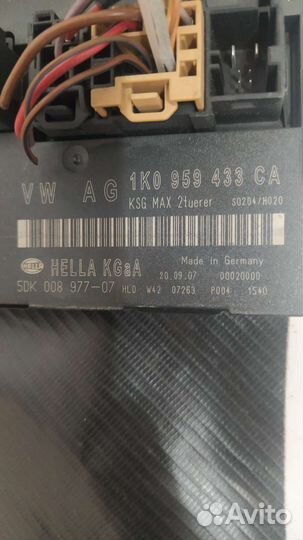 VW AG 1K0 959 433 CA
KSG MAX 2tuerer S0204/H020
HELLA
HELLA KGaA
Made in Germany
20.09.07 00020000
5DK 008 977-07 HLO W42 07263 P004 1540
Avito